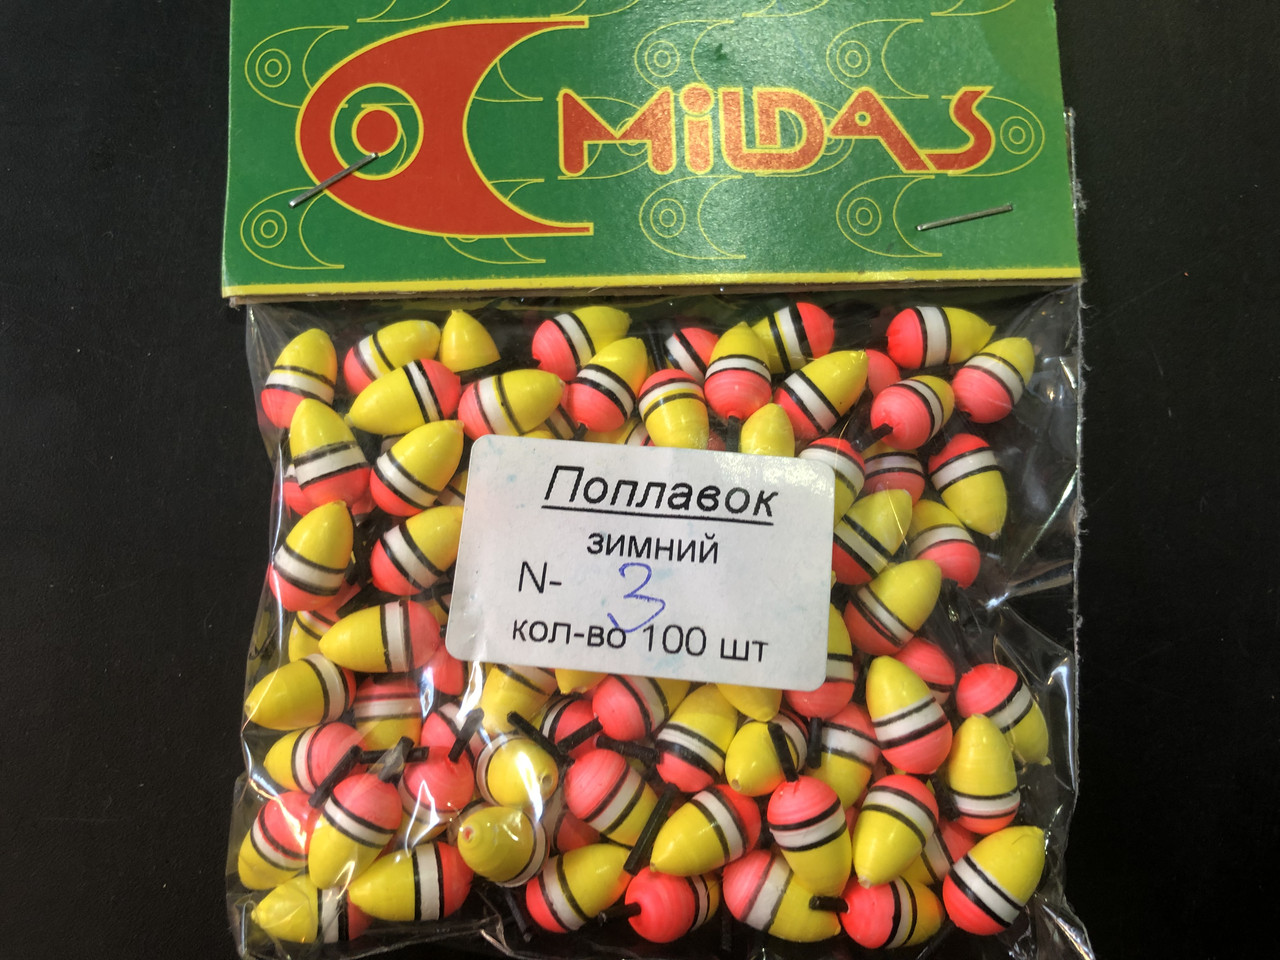 MiLDAS
Поплавок
зимний
N- 3
кол-во 100 шт